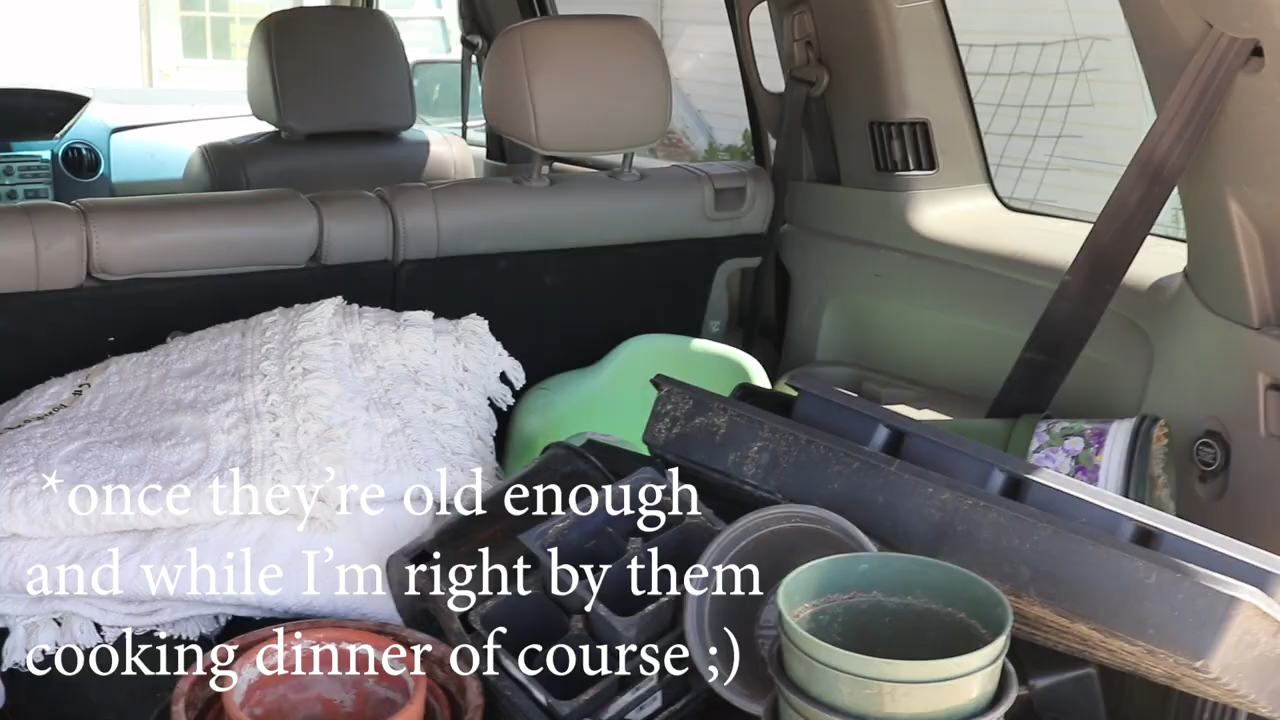 *once they’re old enough
and while I’m right by them
cooking dinner of course ;)